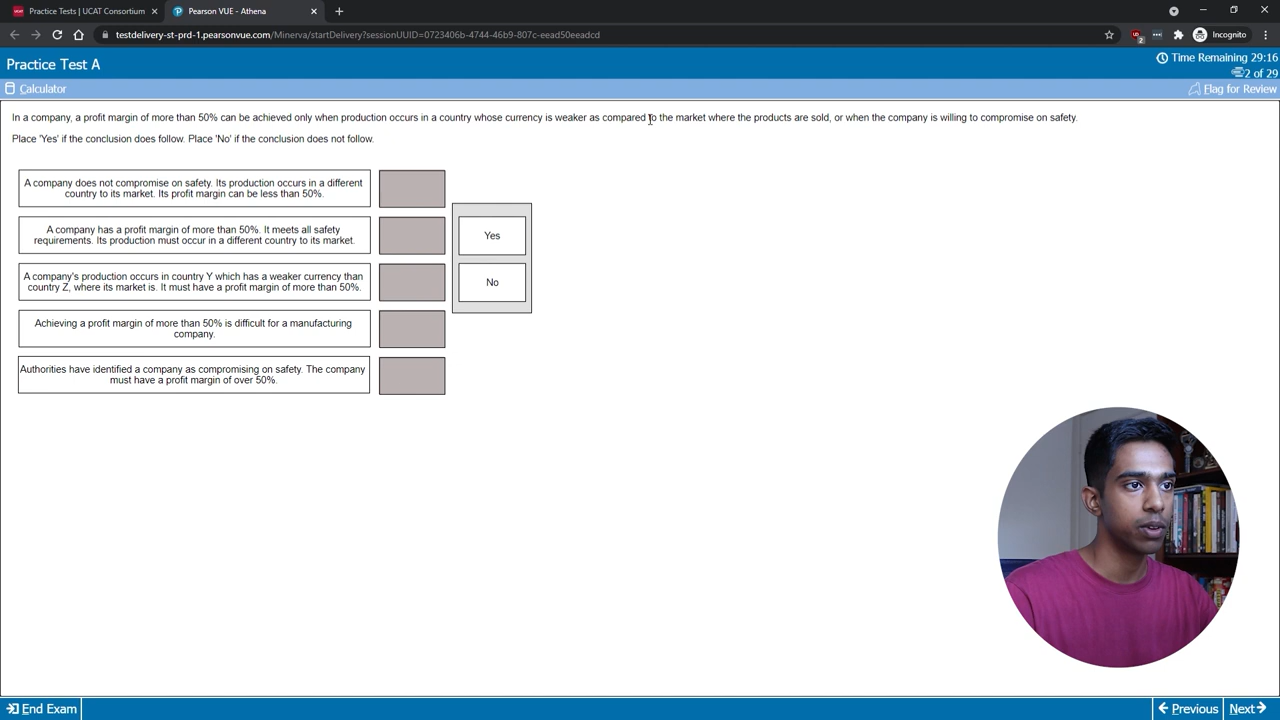 Practice Tests | UCAT Consortium
Pearson VUE - Athena
testdelivery-st-prd-1.pearsonvue.com/Minerva/startDelivery?sessionUUID=0723406b-4744-46b9-807c-eead50eeadcd
2
Incognito
Practice Test A
Time Remaining 29:16
2 of 29
Calculator
Flag for Review
In a company, a profit margin of more than 50% can be achieved only when production occurs in a country whose currency is weaker as compared to the market where the products are sold, or when the company is willing to compromise on safety.
Place 'Yes' if the conclusion does follow. Place 'No' if the conclusion does not follow.
A company does not compromise on safety. Its production occurs in a different
country to its market. Its profit margin can be less than 50%.
A company has a profit margin of more than 50%. It meets all safety
requirements. Its production must occur in a different country to its market.
A company's production occurs in country Y which has a weaker currency than
country Z, where its market is. It must have a profit margin of more than 50%.
Achieving a profit margin of more than 50% is difficult for a manufacturing
company.
Authorities have identified a company as compromising on safety. The company
must have a profit margin of over 50%.
Yes
No
End Exam
Previous
Next